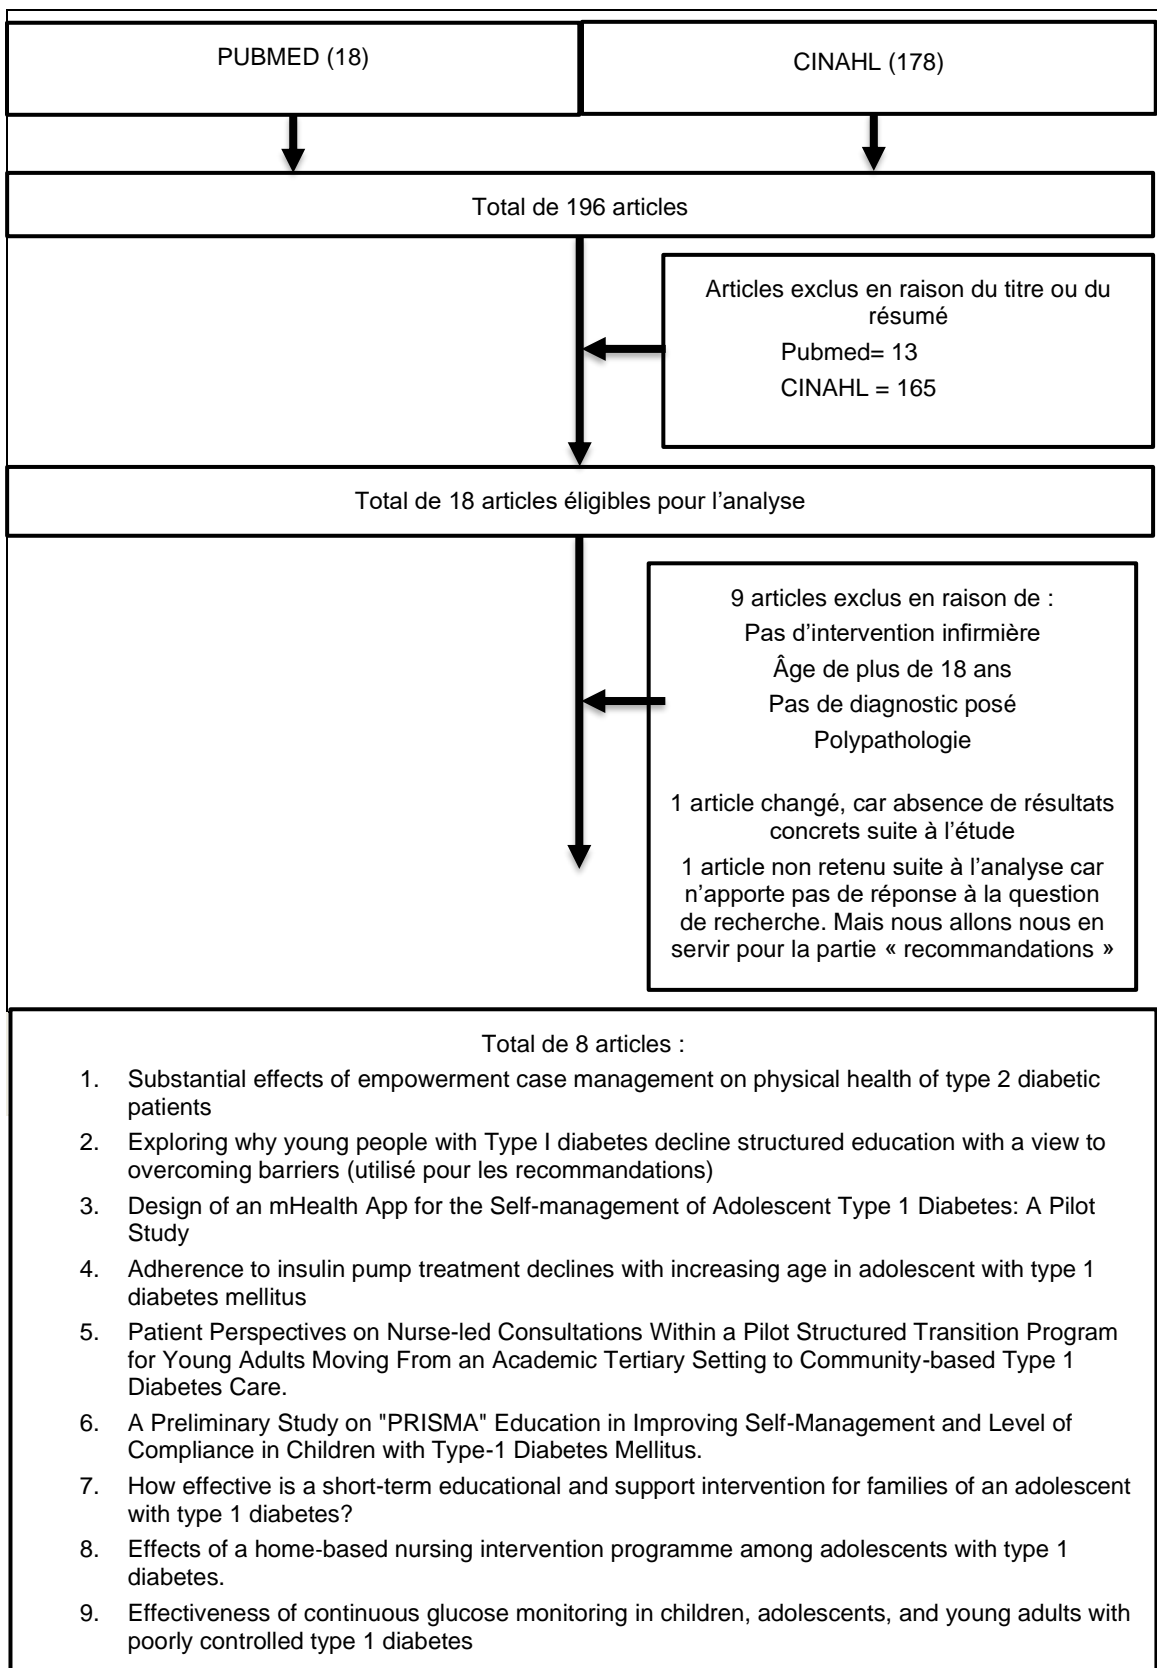 PUBMED (18)
CINAHL (178)
Total de 196 articles
Articles exclus en raison du titre ou du
résumé
Pubmed= 13
CINAHL = 165
Total de 18 articles éligibles pour l’analyse
9 articles exclus en raison de :
Pas d’intervention infirmière
Âge de plus de 18 ans
Pas de diagnostic posé
Polypathologie
1 article changé, car absence de résultats
concrets suite à l’étude
1 article non retenu suite à l’analyse car
n’apporte pas de réponse à la question
de recherche. Mais nous allons nous en
servir pour la partie « recommandations »
Total de 8 articles :
1. Substantial effects of empowerment case management on physical health of type 2 diabetic
patients
2. Exploring why young people with Type I diabetes decline structured education with a view to
overcoming barriers (utilisé pour les recommandations)
3. Design of an mHealth App for the Self-management of Adolescent Type 1 Diabetes: A Pilot
Study
4. Adherence to insulin pump treatment declines with increasing age in adolescent with type 1
diabetes mellitus
5. Patient Perspectives on Nurse-led Consultations Within a Pilot Structured Transition Program
for Young Adults Moving From an Academic Tertiary Setting to Community-based Type 1
Diabetes Care.
6. A Preliminary Study on "PRISMA" Education in Improving Self-Management and Level of
Compliance in Children with Type-1 Diabetes Mellitus.
7. How effective is a short-term educational and support intervention for families of an adolescent
with type 1 diabetes?
8. Effects of a home-based nursing intervention programme among adolescents with type 1
diabetes.
9. Effectiveness of continuous glucose monitoring in children, adolescents, and young adults with
poorly controlled type 1 diabetes